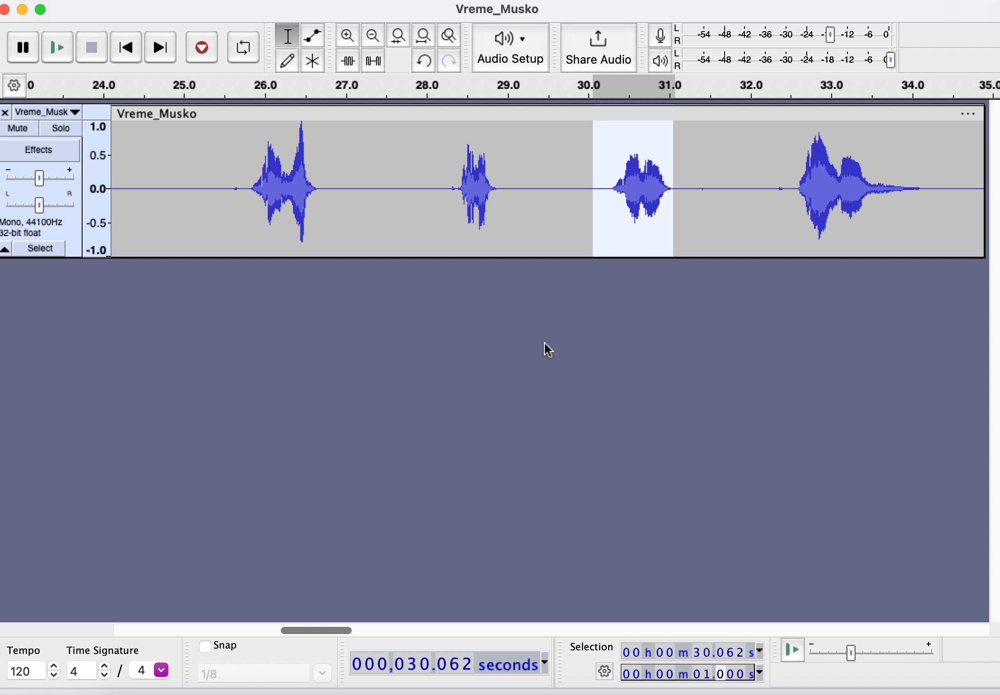 Vreme_Musko
Audio Setup
Share Audio
L
R
-54 -48 -42 -36 -30 -24 -12 -6 0
L
R
-54 -48 -42 -36 -30 -24 -18 -12 -6
.0 24.0 25.0 26.0 27.0 28.0 29.0 30.0 31.0 32.0 33.0 34.0 35.0
Vreme_Musk
Vreme_Musko
...
Mute Solo
Effects
- +
L R
Mono, 44100Hz
32-bit float
Select
1.0
0.5
0.0
-0.5
-1.0
Tempo
120
Time Signature
4 / 4
Snap
1/8
000,030.062 seconds
Selection
00 h 00 m 30.062 s
00 h 00 m 01.000 s
- +